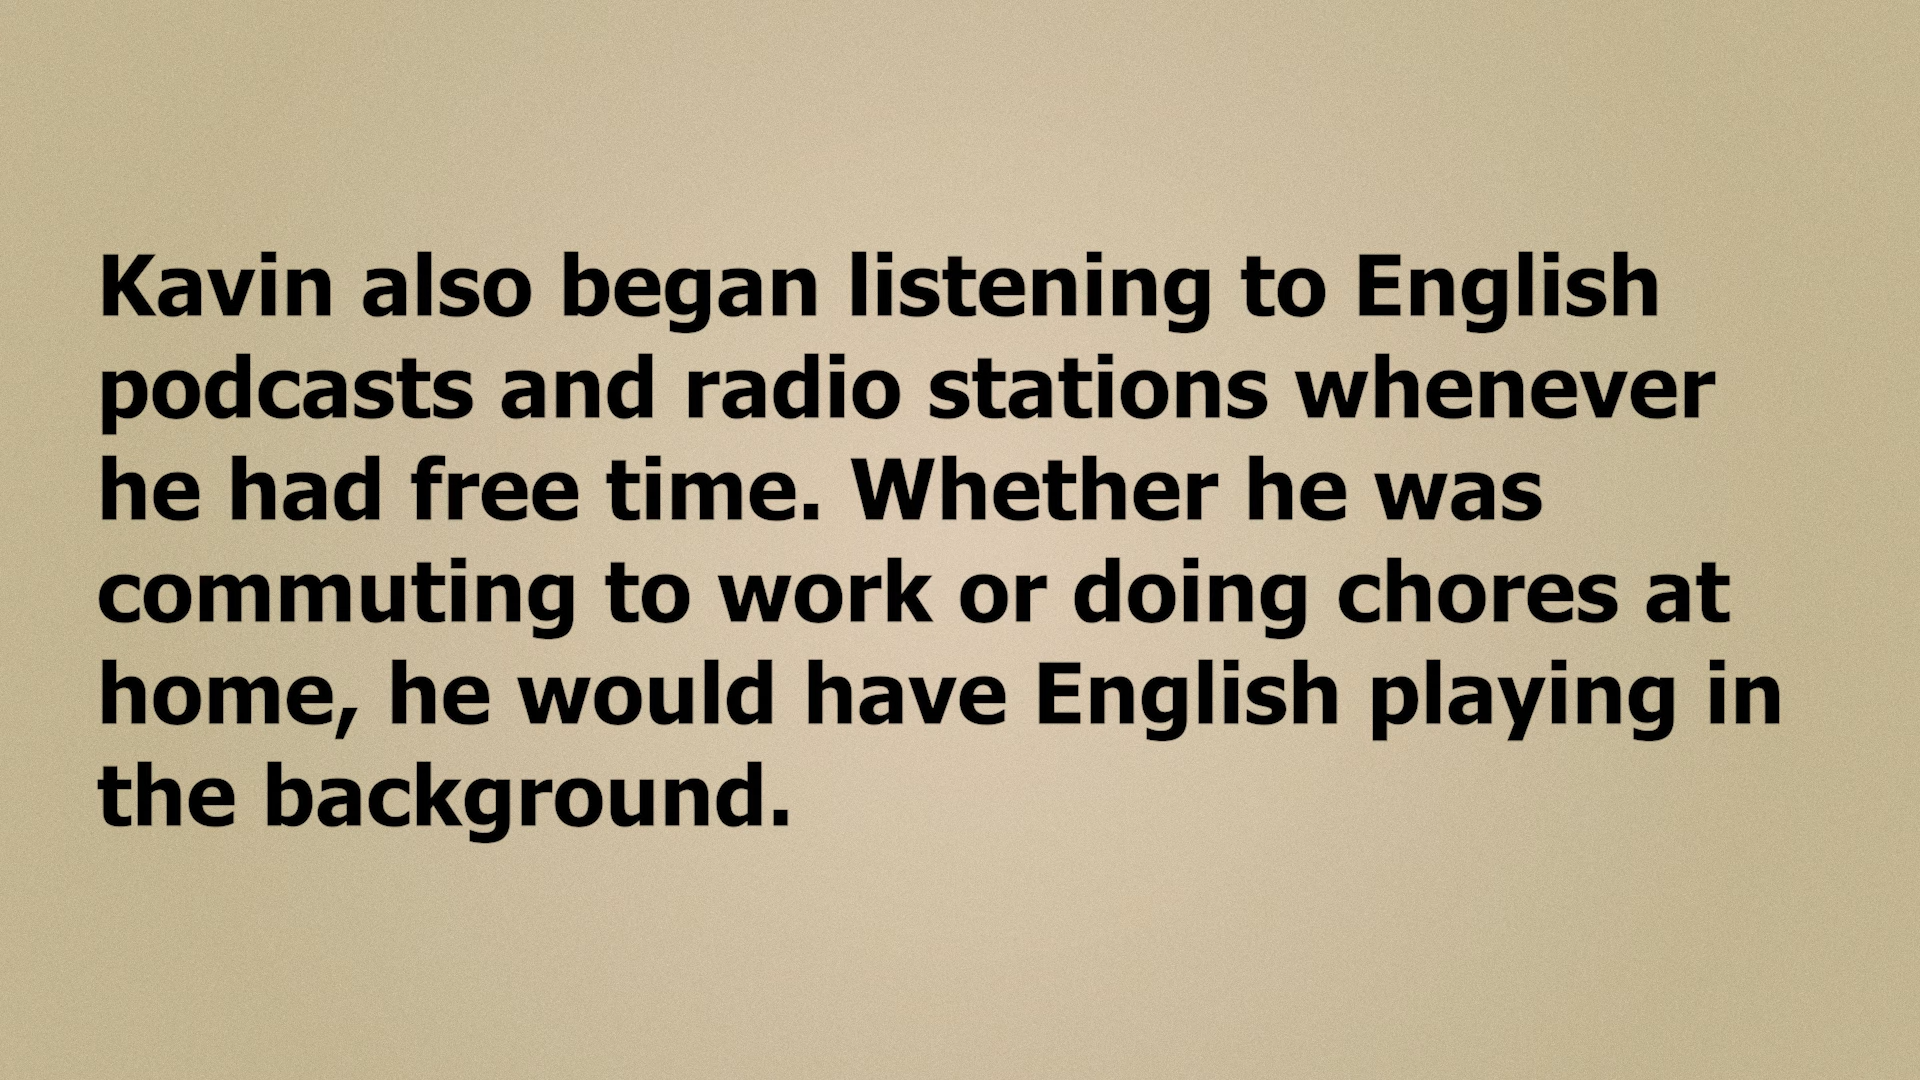 Kavin also began listening to English
podcasts and radio stations whenever
he had free time. Whether he was
commuting to work or doing chores at
home, he would have English playing in
the background.